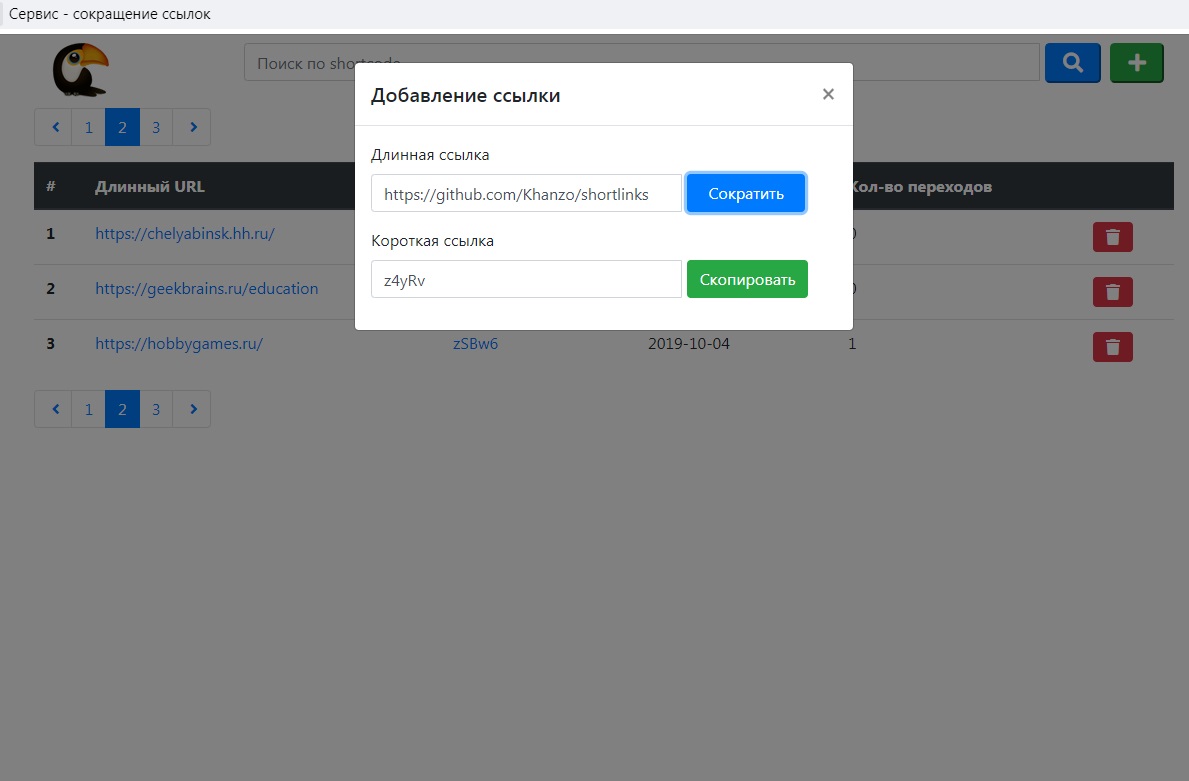 Сервис - сокращение ссылок
Поиск по shortcode
Добавление ссылки ×
1 2 3
Длинная ссылка
https://github.com/Khanzo/shortlinks Сократить
# Длинный URL Кол-во переходов
1 https://chelyabinsk.hh.ru/ 0
Короткая ссылка
z4yRv Скопировать
2 https://geekbrains.ru/education 0
3 https://hobbygames.ru/ zSBw6 2019-10-04 1
1 2 3